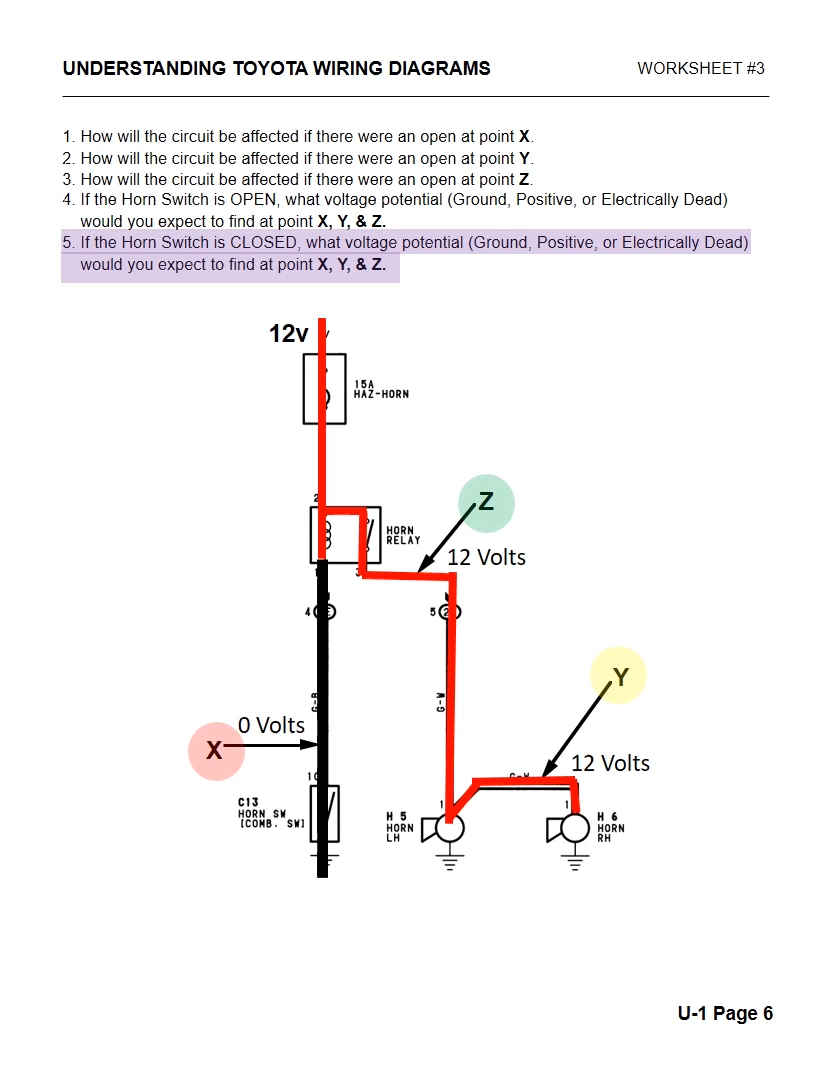 UNDERSTANDING TOYOTA WIRING DIAGRAMS WORKSHEET #3
1. How will the circuit be affected if there were an open at point X.
2. How will the circuit be affected if there were an open at point Y.
3. How will the circuit be affected if there were an open at point Z.
4. If the Horn Switch is OPEN, what voltage potential (Ground, Positive, or Electrically Dead)
would you expect to find at point X, Y, & Z.
5. If the Horn Switch is CLOSED, what voltage potential (Ground, Positive, or Electrically Dead)
would you expect to find at point X, Y, & Z.
12v
15A
HAZ-HORN
2
Z
HORN
RELAY
12 Volts
3
4
5
Y
G-B
G-W
0 Volts
X
12 Volts
G-W
1
C13
HORN SW
[COMB. SW]
1
H 5
HORN
LH
1
H 6
HORN
RH
U-1 Page 6